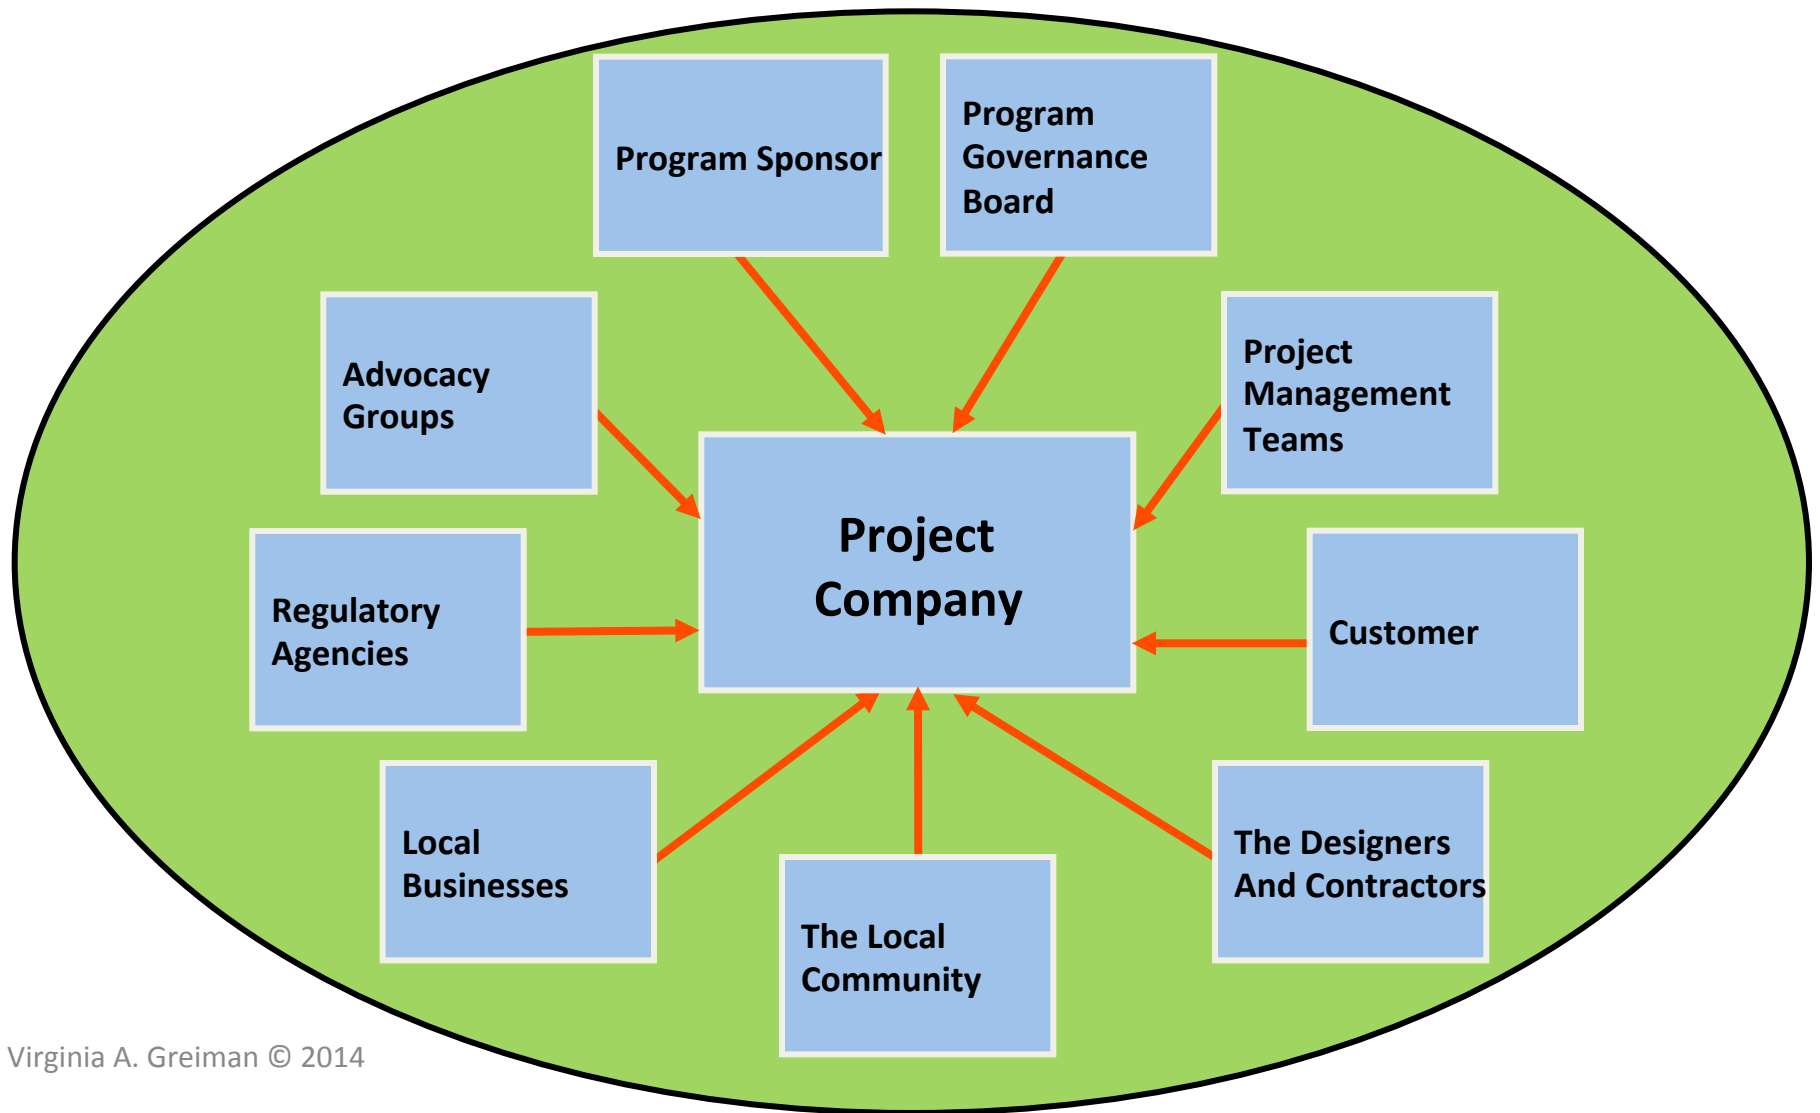 Program Sponsor
Program
Governance
Board
Advocacy
Groups
Project
Management
Teams
Project
Company
Regulatory
Agencies
Customer
Local
Businesses
The Local
Community
The Designers
And Contractors
Virginia A. Greiman © 2014